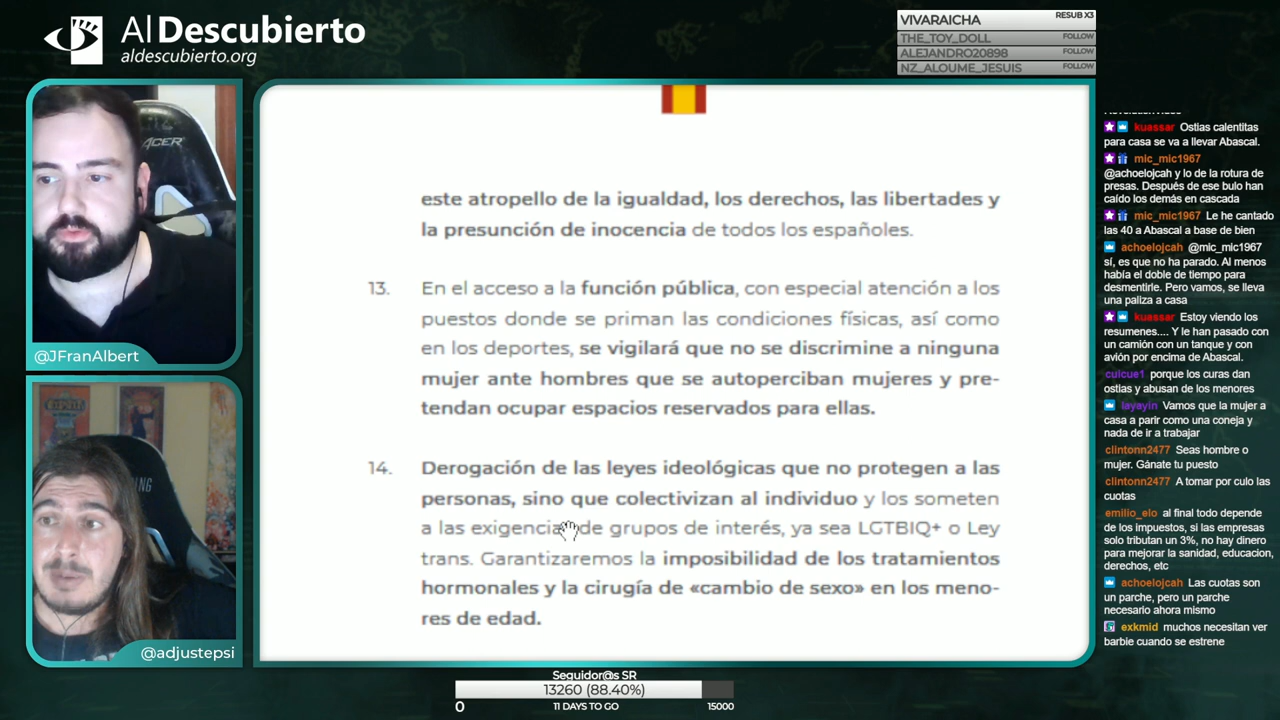 Al Descubierto
aldescubierto.org
VIVARAICHA RESUB X3
THE_TOY_DOLL FOLLOW
ALEJANDRO20898 FOLLOW
NZ_ALOUME_JESUIS FOLLOW
ACER
@JFranAlbert
@adjustepsi
este atropello de la igualdad, los derechos, las libertades y
la presunción de inocencia de todos los españoles.
13. En el acceso a la función pública, con especial atención a los
puestos donde se priman las condiciones físicas, así como
en los deportes, se vigilará que no se discrimine a ninguna
mujer ante hombres que se autoperciban mujeres y pre-
tendan ocupar espacios reservados para ellas.
14. Derogación de las leyes ideológicas que no protegen a las
personas, sino que colectivizan al individuo y los someten
a las exigencias de grupos de interés, ya sea LGTBIQ+ o Ley
trans. Garantizaremos la imposibilidad de los tratamientos
hormonales y la cirugía de «cambio de sexo» en los meno-
res de edad.
kuassar Ostias calentitas
para casa se va a llevar Abascal.
mic_mic1967
@achoelojcah y lo de la rotura de
presas. Después de ese bulo han
caído los demás en cascada
mic_mic1967 Le he cantado
las 40 a Abascal a base de bien
achoelojcah @mic_mic1967
sí, es que no ha parado. Al menos
había el doble de tiempo para
desmentirle. Pero vamos, se lleva
una paliza a casa
kuassar Estoy viendo los
resumenes.... Y le han pasado con
un camión con un tanque y con
avión por encima de Abascal.
cuicue1 porque los curas dan
ostias y abusan de los menores
layayin Vamos que la mujer a
casa a parir como una coneja y
nada de ir a trabajar
clintonn2477 Seas hombre o
mujer. Gánate tu puesto
clintonn2477 A tomar por culo las
cuotas
emilio_elo al final todo depende
de los impuestos, si las empresas
solo tributan un 3%, no hay dinero
para mejorar la sanidad, educacion,
derechos, etc
achoelojcah Las cuotas son
un parche, pero un parche
necesario ahora mismo
exkmid muchos necesitan ver
barbie cuando se estrene
Seguidor@s SR
13260 (88.40%)
0 11 DAYS TO GO 15000